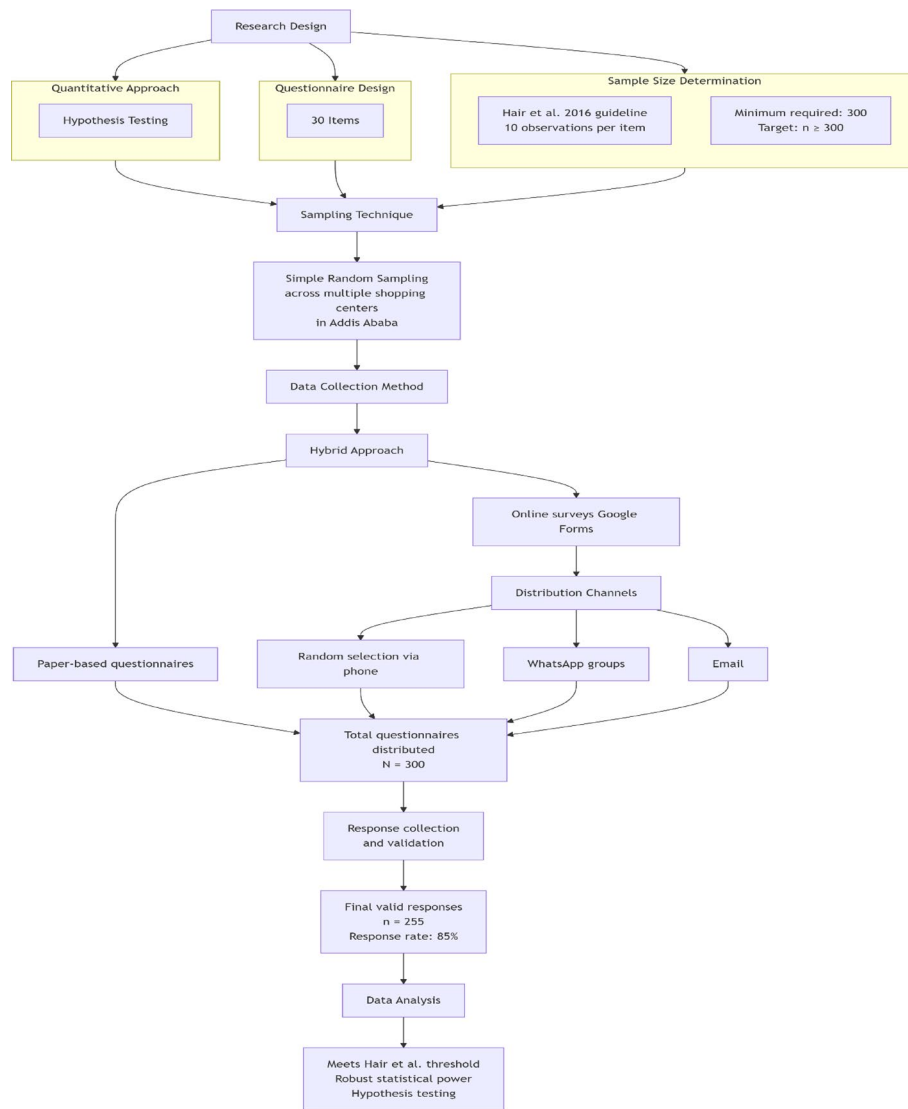 Research Design
Quantitative Approach
Hypothesis Testing
Questionnaire Design
30 Items
Sample Size Determination
Hair et al. 2016 guideline
10 observations per item
Minimum required: 300
Target: n ≥ 300
Sampling Technique
Simple Random Sampling
across multiple shopping
centers
in Addis Ababa
Data Collection Method
Hybrid Approach
Online surveys Google
Forms
Distribution Channels
Paper-based questionnaires
Random selection via
phone
WhatsApp groups
Email
Total questionnaires
distributed
N = 300
Response collection
and validation
Final valid responses
n = 255
Response rate: 85%
Data Analysis
Meets Hair et al. threshold
Robust statistical power
Hypothesis testing